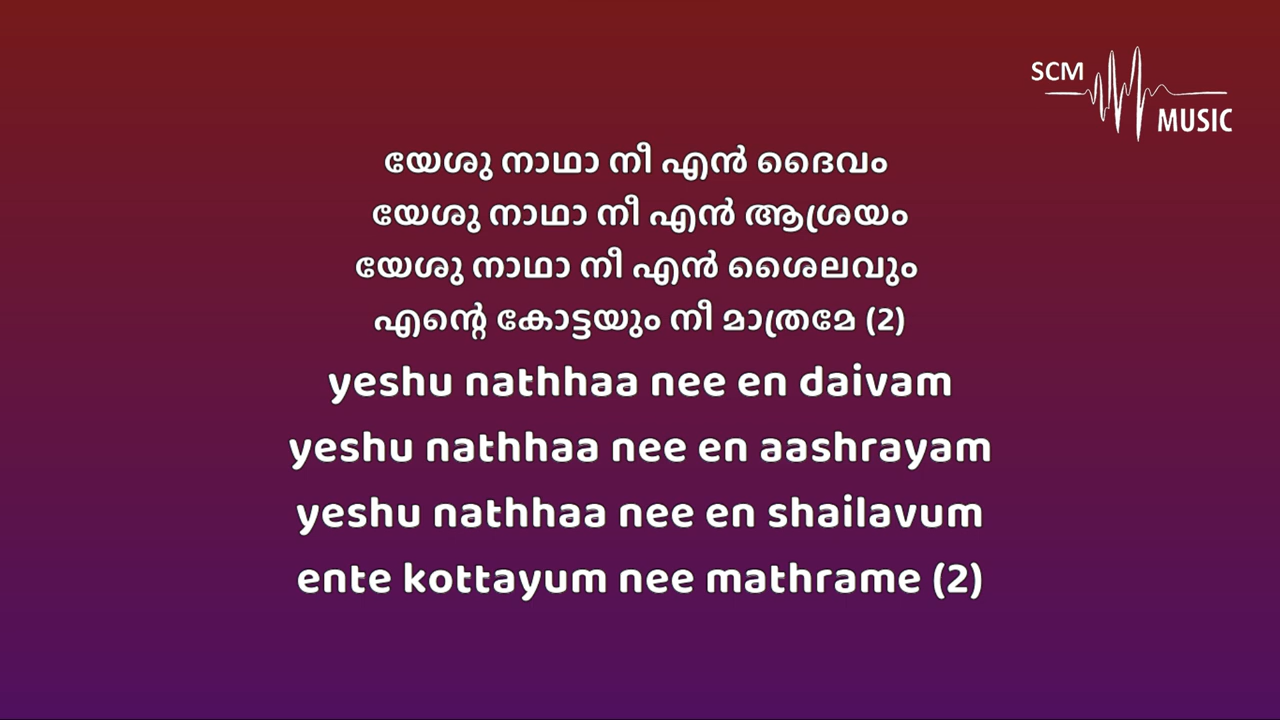 SCM
MUSIC
യേശു നാഥാ നീ എൻ ദൈവം
യേശു നാഥാ നീ എൻ ആശ്രയം
യേശു നാഥാ നീ എൻ ശൈലവും
എന്റെ കോട്ടയും നീ മാത്രമേ (2)
yeshu nathhaa nee en daivam
yeshu nathhaa nee en aashrayam
yeshu nathhaa nee en shailavum
ente kottayum nee mathrame (2)